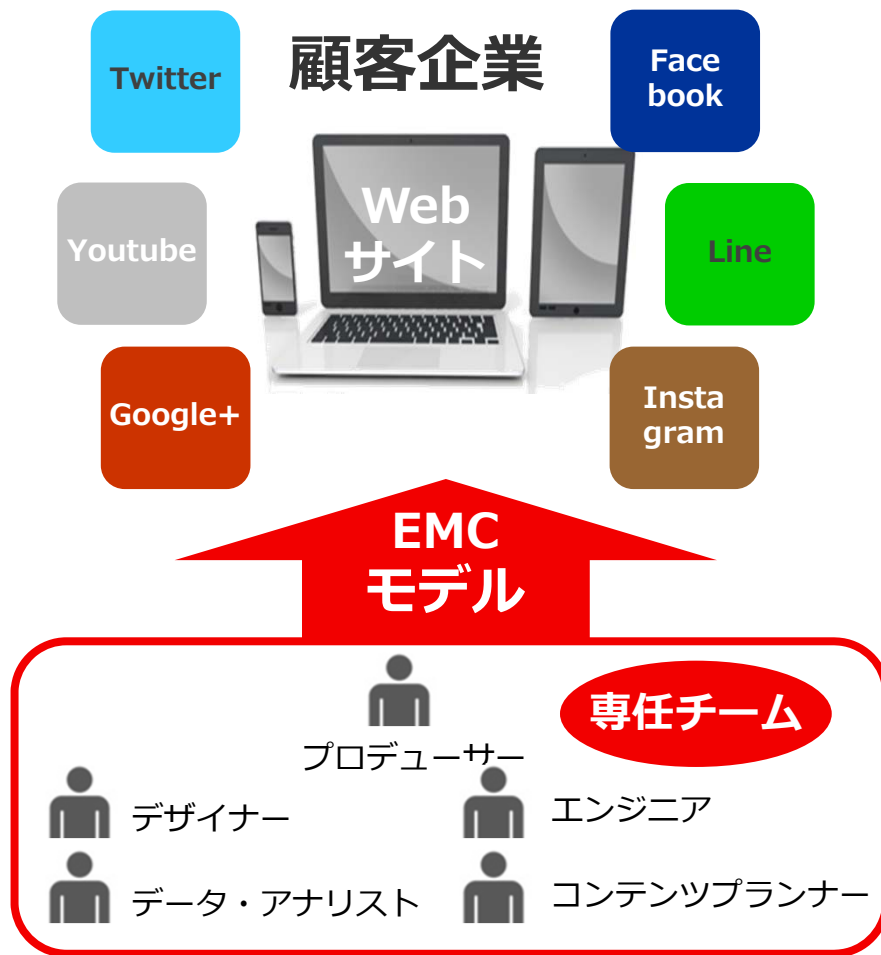 顧客企業
Twitter
Face
book
Web
サイト
Youtube
Line
Google+
Insta
gram
EMC
モデル
専任チーム
プロデューサー
デザイナー
エンジニア
データ・アナリスト
コンテンツプランナー